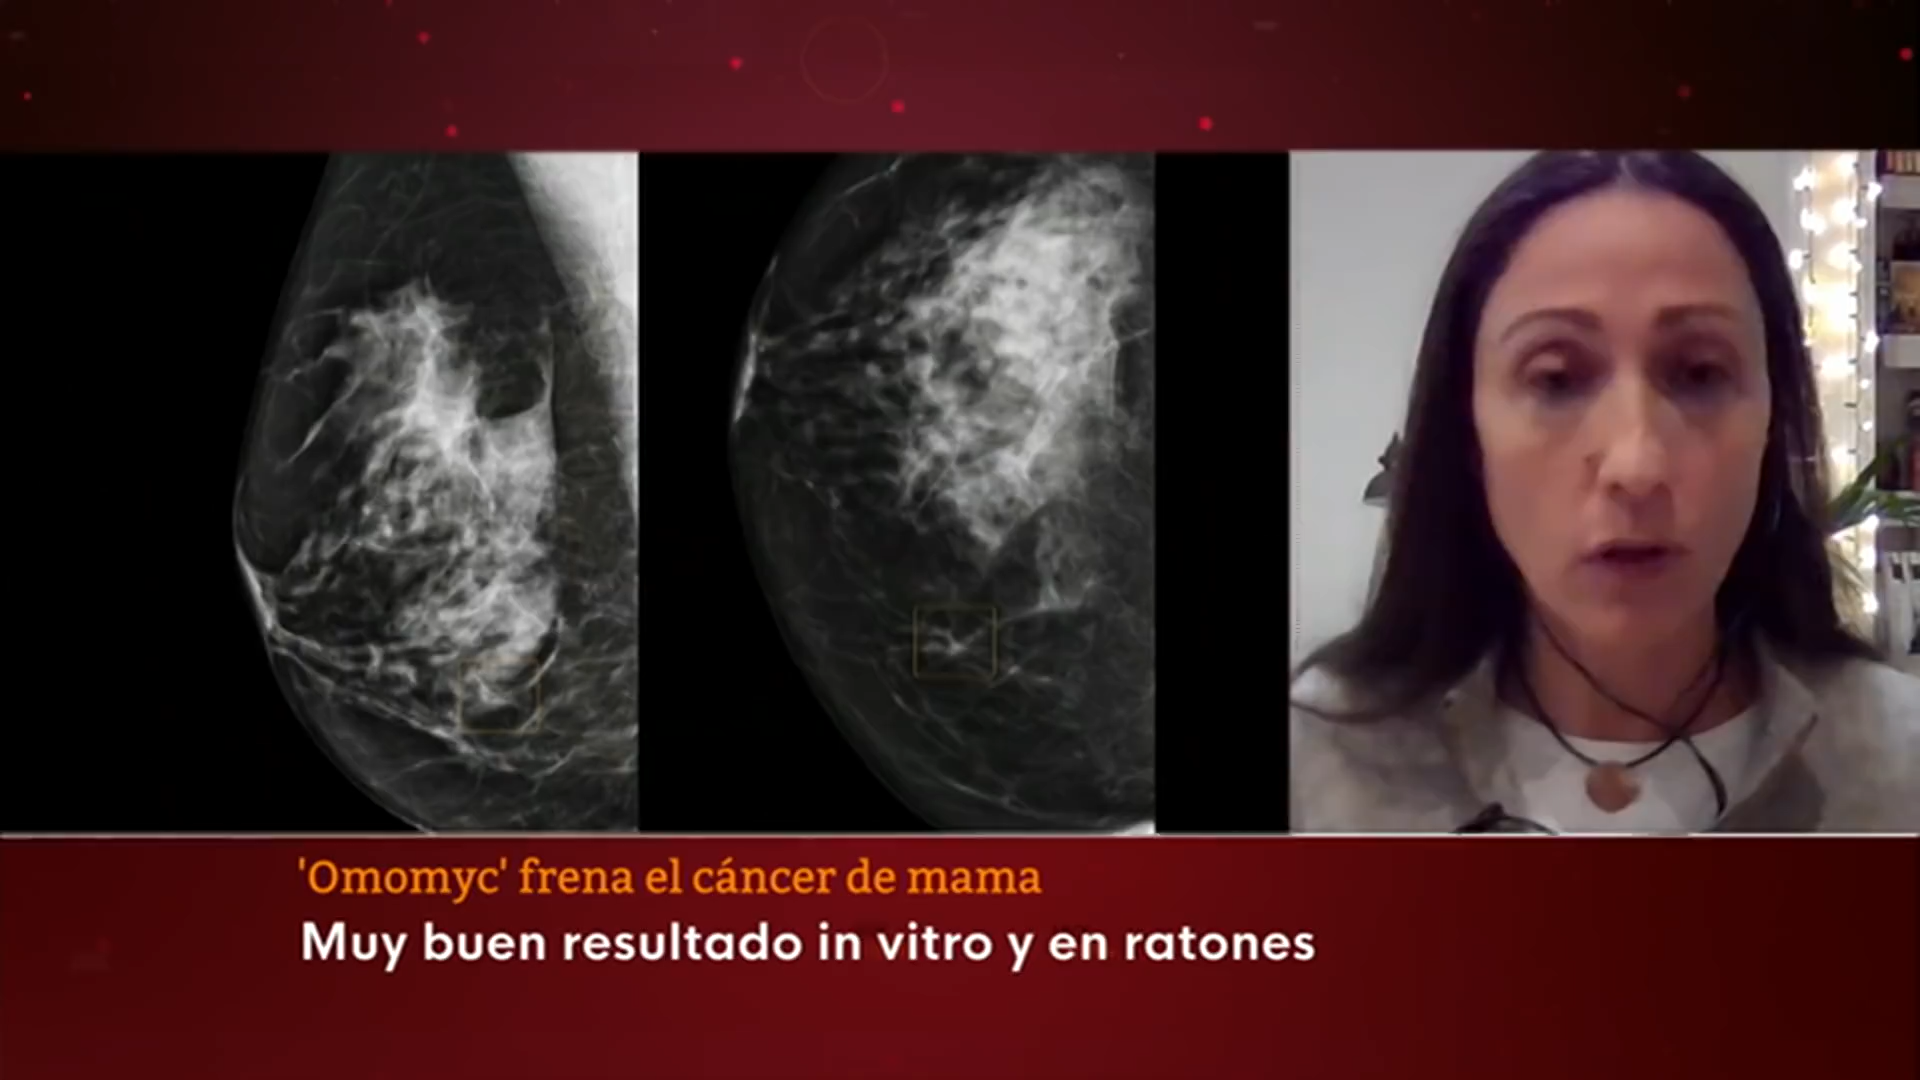 'Omomyc' frena el cáncer de mama
Muy buen resultado in vitro y en ratones